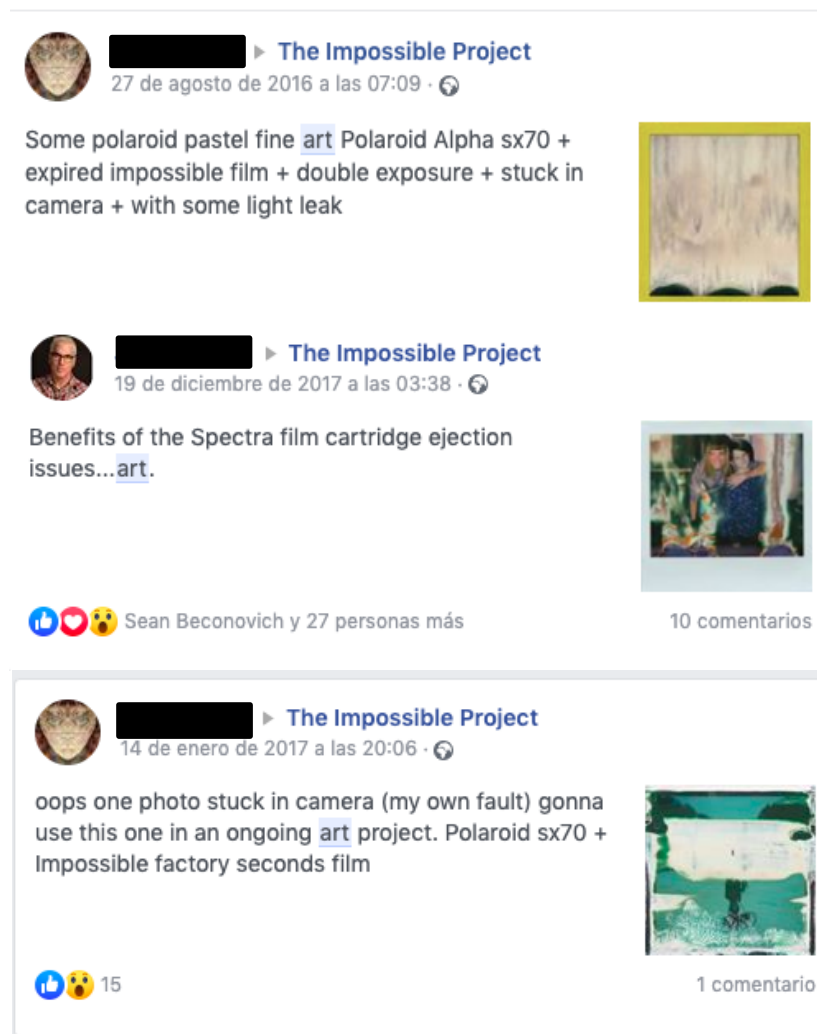 The Impossible Project
27 de agosto de 2016 a las 07:09 ·
Some polaroid pastel fine art Polaroid Alpha sx70 +
expired impossible film + double exposure + stuck in
camera + with some light leak
The Impossible Project
19 de diciembre de 2017 a las 03:38 ·
Benefits of the Spectra film cartridge ejection
issues...art.
Sean Beconovich y 27 personas más 10 comentarios
The Impossible Project
14 de enero de 2017 a las 20:06 ·
oops one photo stuck in camera (my own fault) gonna
use this one in an ongoing art project. Polaroid sx70 +
Impossible factory seconds film
15 1 comentario